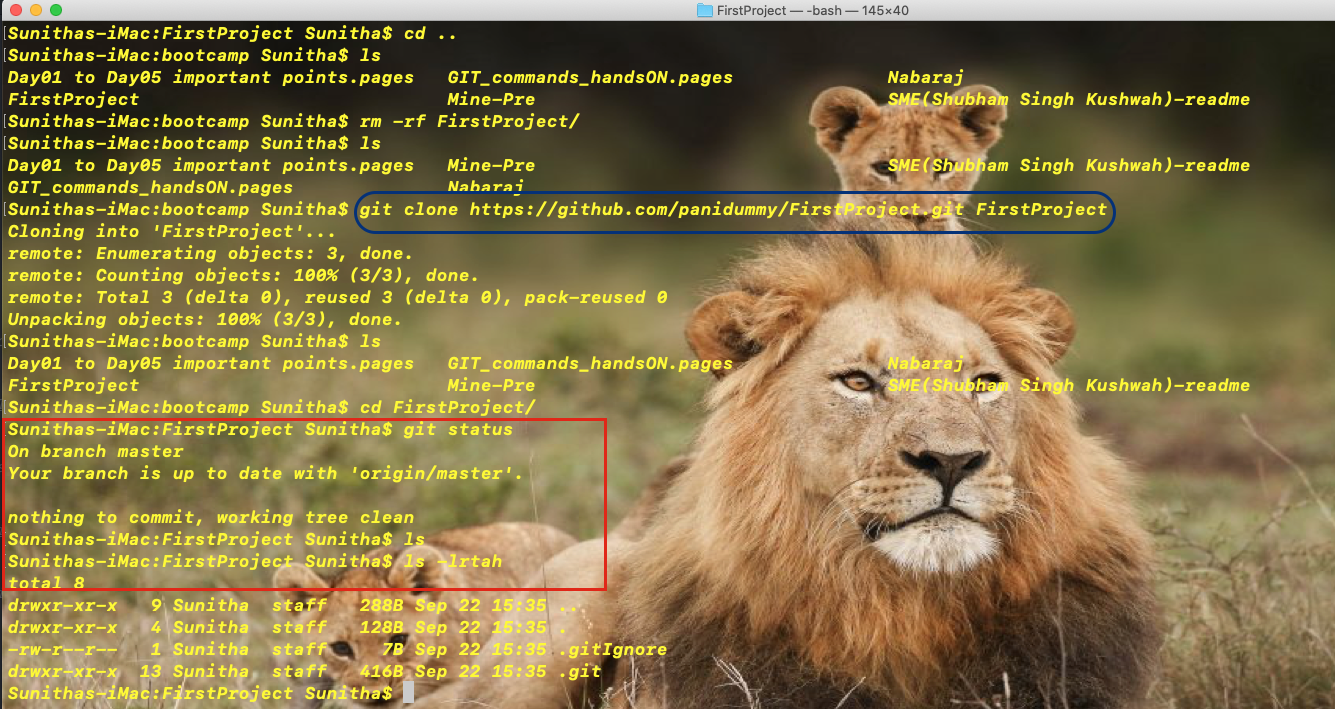 FirstProject — -bash — 145×40
Sunithas-iMac:FirstProject Sunitha$ cd ..
Sunithas-iMac:bootcamp Sunitha$ ls
Day01 to Day05 important points.pages   GIT_commands_handsON.pages              Nabaraj
FirstProject                            Mine-Pre                                SME(Shubham Singh Kushwah)-readme
Sunithas-iMac:bootcamp Sunitha$ rm -rf FirstProject/
Sunithas-iMac:bootcamp Sunitha$ ls
Day01 to Day05 important points.pages   Mine-Pre                                SME(Shubham Singh Kushwah)-readme
GIT_commands_handsON.pages              Nabaraj
Sunithas-iMac:bootcamp Sunitha$ git clone https://github.com/panidummy/FirstProject.git FirstProject
Cloning into 'FirstProject'...
remote: Enumerating objects: 3, done.
remote: Counting objects: 100% (3/3), done.
remote: Total 3 (delta 0), reused 3 (delta 0), pack-reused 0
Unpacking objects: 100% (3/3), done.
Sunithas-iMac:bootcamp Sunitha$ ls
Day01 to Day05 important points.pages   GIT_commands_handsON.pages              Nabaraj
FirstProject                            Mine-Pre                                SME(Shubham Singh Kushwah)-readme
Sunithas-iMac:bootcamp Sunitha$ cd FirstProject/
Sunithas-iMac:FirstProject Sunitha$ git status
On branch master
Your branch is up to date with 'origin/master'.
nothing to commit, working tree clean
Sunithas-iMac:FirstProject Sunitha$ ls
Sunithas-iMac:FirstProject Sunitha$ ls -lrtah
total 8
drwxr-xr-x   9 Sunitha  staff   288B Sep 22 15:35 ..
drwxr-xr-x   4 Sunitha  staff   128B Sep 22 15:35 .
-rw-r--r--   1 Sunitha  staff     7B Sep 22 15:35 .gitIgnore
drwxr-xr-x  13 Sunitha  staff   416B Sep 22 15:35 .git
Sunithas-iMac:FirstProject Sunitha$